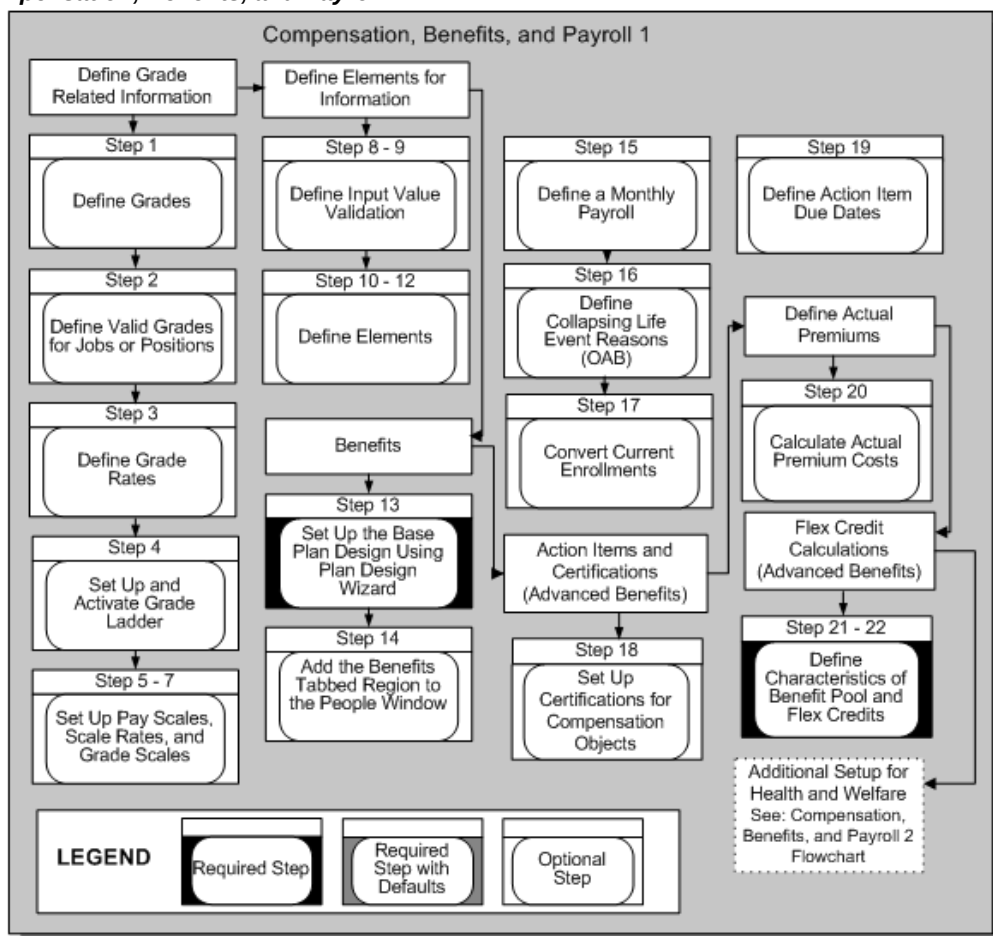 Compensation, Benefits, and Payroll 1
Define Grade
Related Information
Step 1
Define Grades
Step 2
Define Valid Grades
for Jobs or Positions
Step 3
Define Grade
Rates
Step 4
Set Up and
Activate Grade
Ladder
Steps 5 - 7
Set Up Pay Scales,
Scale Rates, and
Grade Scales
Define Elements for
Information
Steps 8 - 9
Define Input Value
Validation
Steps 10 - 12
Define Elements
Benefits
Step 13
Set Up the Base
Plan Design Using
Plan Design
Wizard
Step 14
Add the Benefits
Tabbed Region to
the People Window
Step 15
Define a Monthly
Payroll
Step 16
Define
Collapsing Life
Event Reasons
(OAB)
Step 17
Convert Current
Enrollments
Action Items and
Certifications
(Advanced Benefits)
Step 18
Set Up
Certifications for
Compensation
Objects
Step 19
Define Action Item
Due Dates
Define Actual
Premiums
Step 20
Calculate Actual
Premium Costs
Flex Credit
Calculations
(Advanced Benefits)
Steps 21 - 22
Define
Characteristics of
Benefit Pool and
Flex Credits
Additional Setup for
Health and Welfare
See: Compensation,
Benefits, and Payroll 2
Flowchart
LEGEND
Required Step
Required
Step with
Defaults
Optional
Step